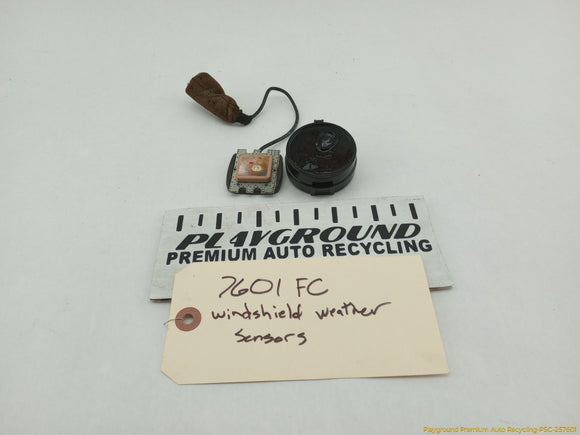 PLAYGROUND
PREMIUM AUTO RECYCLING
7601 FC
windshield weather
sensors
Playground Premium Auto Recycling-PSC-257601